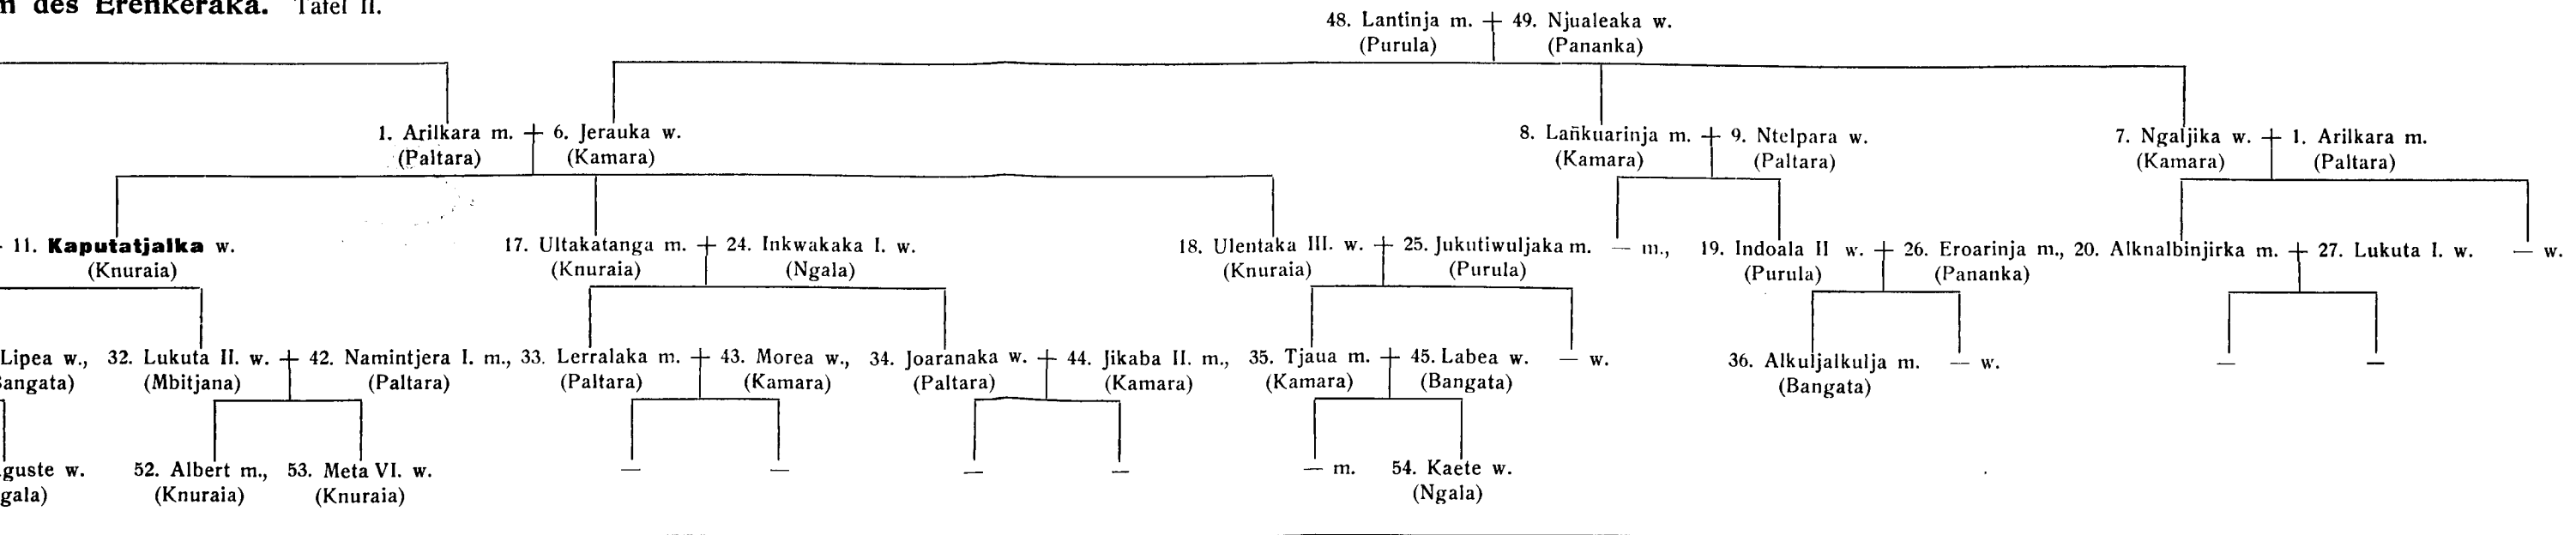 m des Erenkeraka. Tafel II.
48. Lantinja m. + 49. Njualeaka w.
(Purula) (Pananka)
1. Arilkara m. + 6. Jerauka w. 8. Lañkuarinja m. + 9. Ntelpara w. 7. Ngaljika w. + 1. Arilkara m.
(Paltara) (Kamara) (Kamara) (Paltara) (Kamara) (Paltara)
11. Kaputatjalka w. 17. Ultakatanga m. + 24. Inkwakaka I. w. 18. Ulentaka III. w. + 25. Jukutiwuljaka m. — m., 19. Indoala II w. + 26. Eroarinja m., 20. Alknalbinjirka m. + 27. Lukuta I. w. — w.
(Knuraia) (Knuraia) (Ngala) (Knuraia) (Purula) (Purula) (Pananka)
Lipea w., 32. Lukuta II. w. + 42. Namintjera I. m., 33. Lerralaka m. + 43. Morea w., 34. Joaranaka w. + 44. Jikaba II. m., 35. Tjaua m. + 45. Labea w. — w. 36. Alkuljalkulja m. — w. — —
angata) (Mbitjana) (Paltara) (Paltara) (Kamara) (Paltara) (Kamara) (Kamara) (Bangata) (Bangata)
guste w. 52. Albert m., 53. Meta VI. w. — — — — — m. 54. Kaete w.
gala) (Knuraia) (Knuraia) (Ngala)